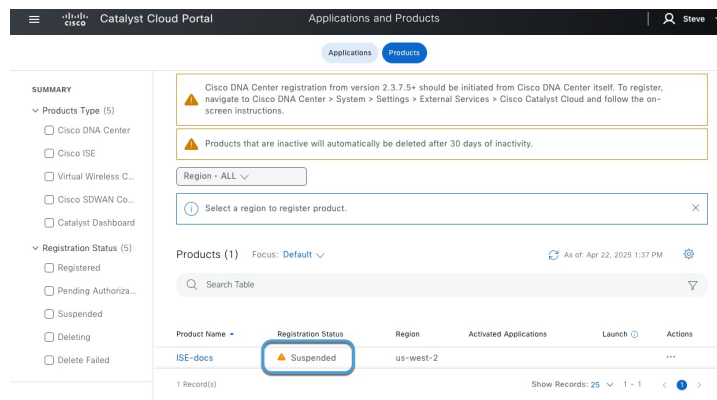 CISCO Catalyst Cloud Portal
Applications and Products
Steve
Applications Products
SUMMARY
Products Type (5)
Cisco DNA Center
Cisco ISE
Virtual Wireless C...
Cisco SDWAN Co...
Catalyst Dashboard
Registration Status (5)
Registered
Pending Authoriza...
Suspended
Deleting
Delete Failed
Cisco DNA Center registration from version 2.3.7.5+ should be initiated from Cisco DNA Center itself. To register,
navigate to Cisco DNA Center > System > Settings > External Services > Cisco Catalyst Cloud and follow the on-
screen instructions.
Products that are inactive will automatically be deleted after 30 days of inactivity.
Region • ALL
Select a region to register product.
Products (1) Focus: Default As of: Apr 22, 2025 1:37 PM
Search Table
Product Name Registration Status Region Activated Applications Launch Actions
ISE-docs Suspended us-west-2 ...
1 Record(s) Show Records: 25 1 - 1 < 1 >